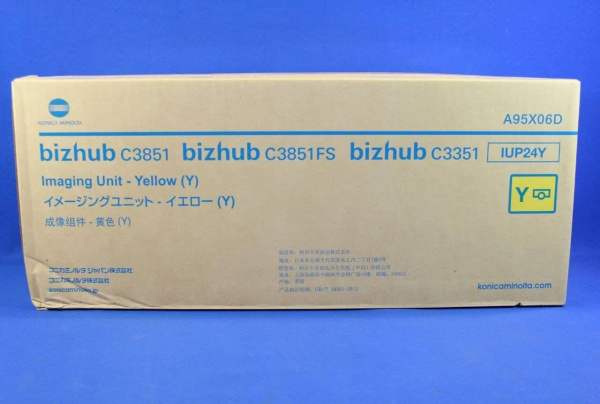 KONICA MINOLTA
A95X06D
bizhub C3851 bizhub C3851FS bizhub C3351 IUP24Y
Imaging Unit - Yellow (Y)
イメージングユニット - イエロー (Y)
成像组件 - 黄色 (Y)
Y
コニカミノルタ ジャパン株式会社
コニカミノルタ株式会社
konicaminolta.jp
konicaminolta.com